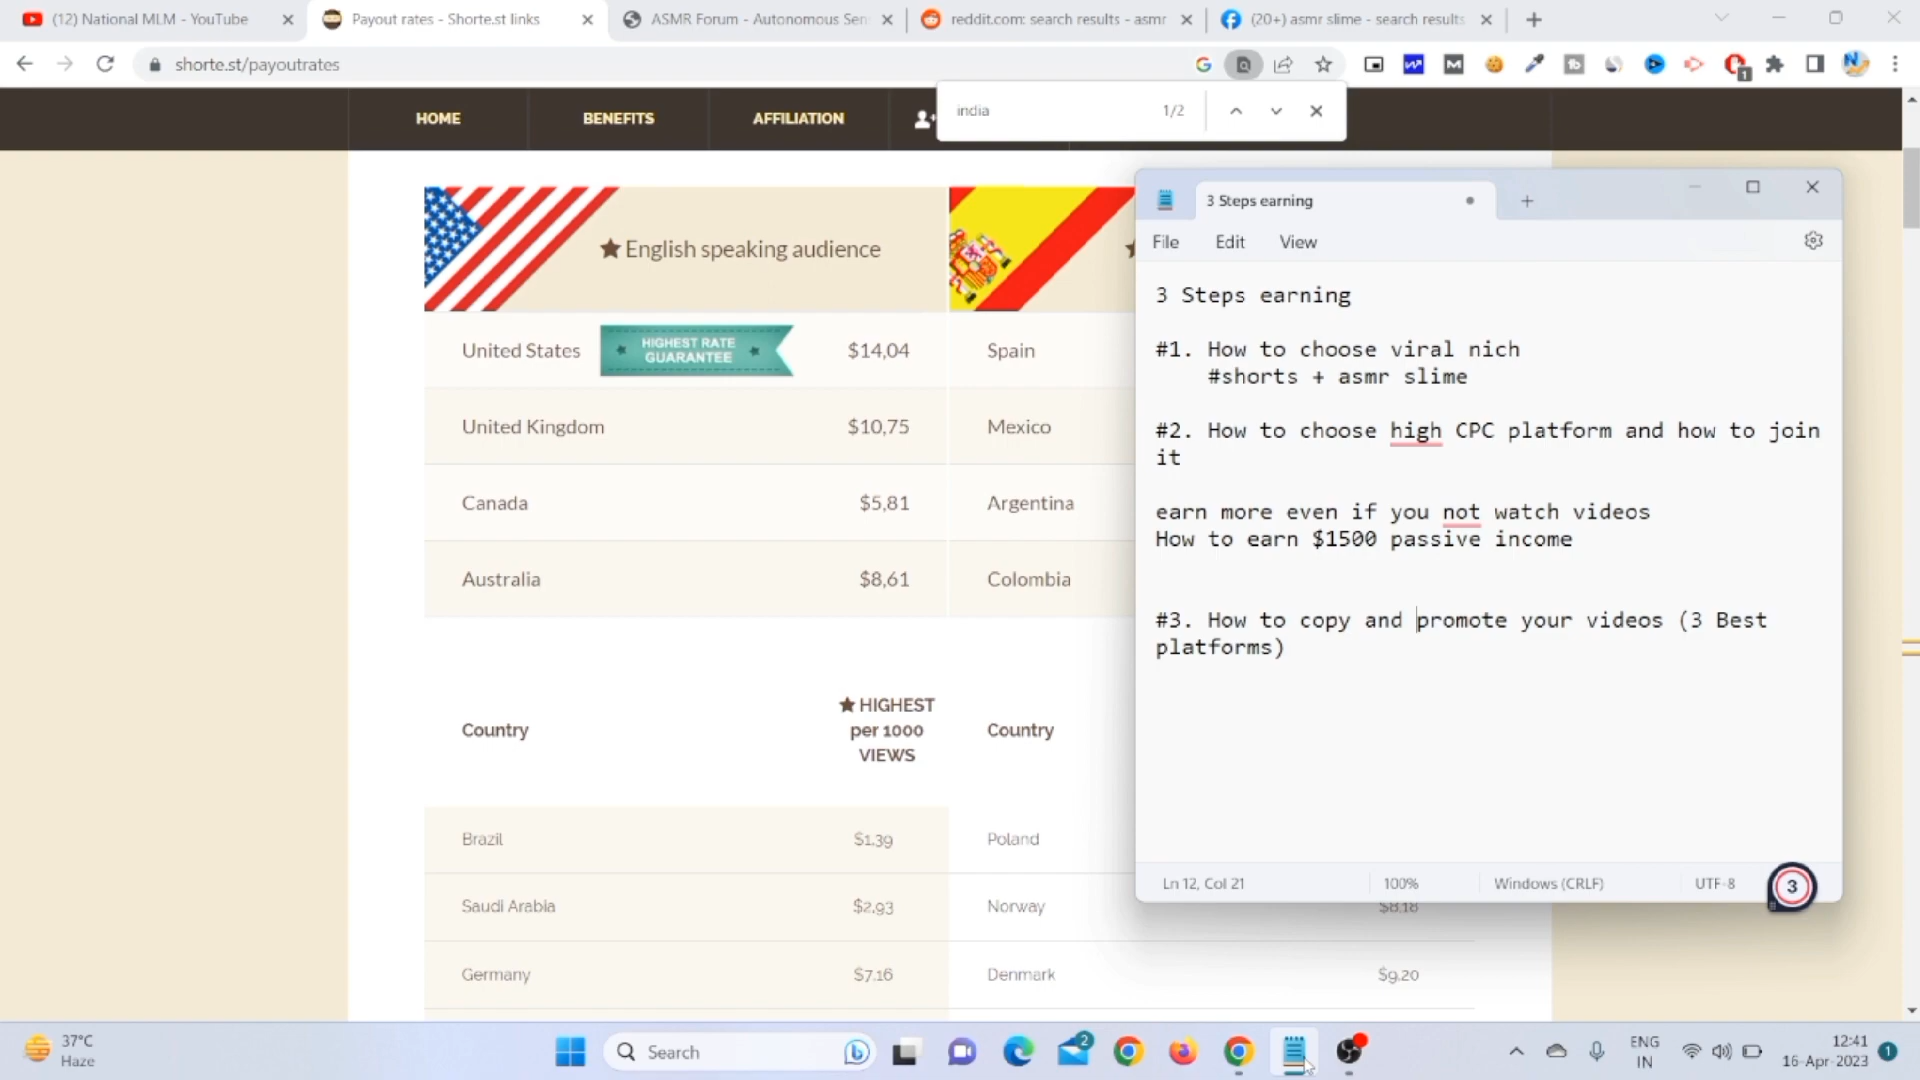 (12) National MLM - YouTube
Payout rates - Shorte.st links
ASMR Forum - Autonomous Sen
reddit.com: search results - asmr
(20+) asmr slime - search results
shorte.st/payoutrates
1
HOME
BENEFITS
AFFILIATION
india
1/2
English speaking audience
United States
HIGHEST RATE
GUARANTEE
$14,04
Spain
United Kingdom
$10,75
Mexico
Canada
$5,81
Argentina
Australia
$8,61
Colombia
Country
HIGHEST
per 1000
VIEWS
Country
Brazil
$1,39
Poland
Saudi Arabia
$2,93
Norway
$8,18
Germany
$7,16
Denmark
$9,20
3 Steps earning
File
Edit
View
3 Steps earning
#1. How to choose viral nich
#shorts + asmr slime
#2. How to choose high CPC platform and how to join
it
earn more even if you not watch videos
How to earn $1500 passive income
#3. How to copy and promote your videos (3 Best
platforms)
Ln 12, Col 21
100%
Windows (CRLF)
UTF-8
3
37°C
Haze
Search
2
ENG
IN
12:41
16-Apr-2023
1